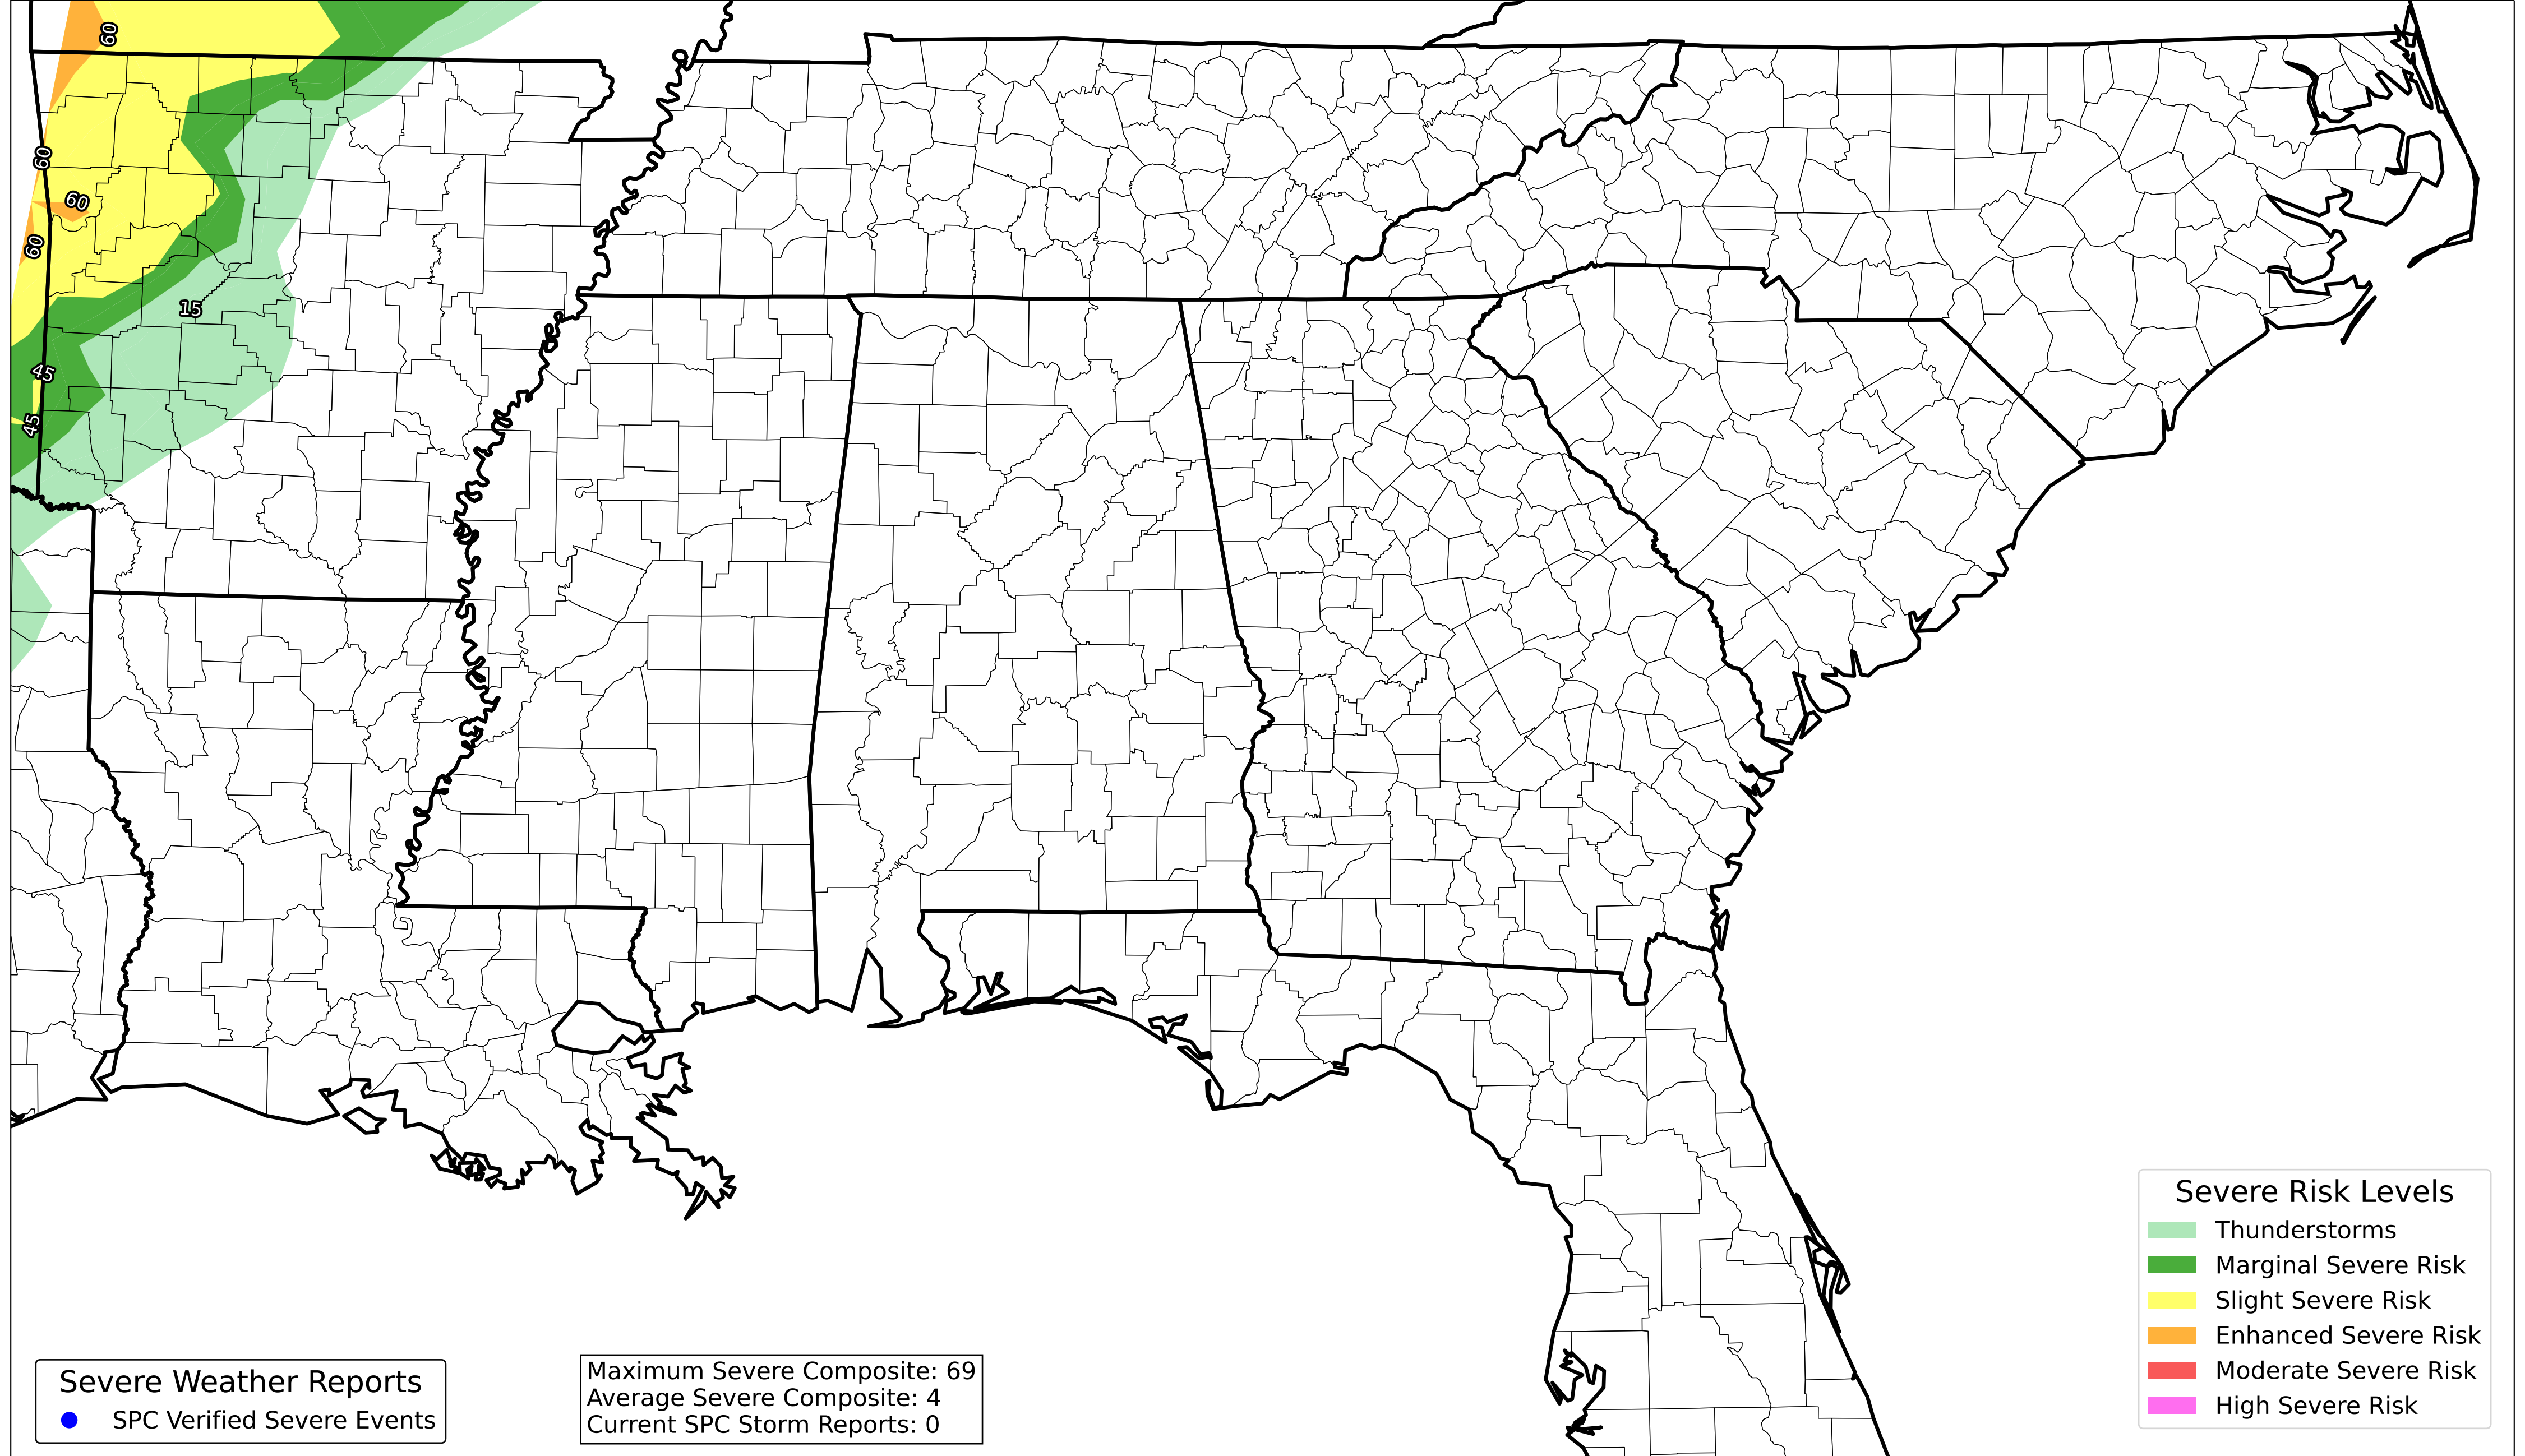 60
60
60
60
15
45
45
Severe Risk Levels
Thunderstorms
Marginal Severe Risk
Slight Severe Risk
Enhanced Severe Risk
Moderate Severe Risk
High Severe Risk
Severe Weather Reports
SPC Verified Severe Events
Maximum Severe Composite: 69
Average Severe Composite: 4
Current SPC Storm Reports: 0